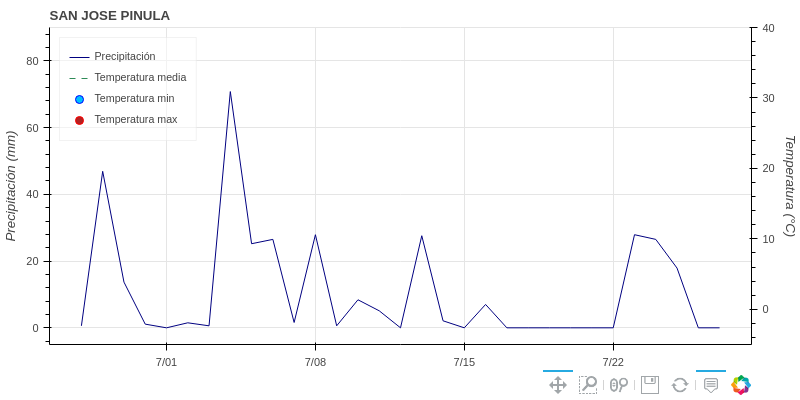 SAN JOSE PINULA
Precipitación
Temperatura media
Temperatura min
Temperatura max
Precipitación (mm)
80
60
40
20
0
40
30
20
10
0
Temperatura (°C)
7/01
7/08
7/15
7/22